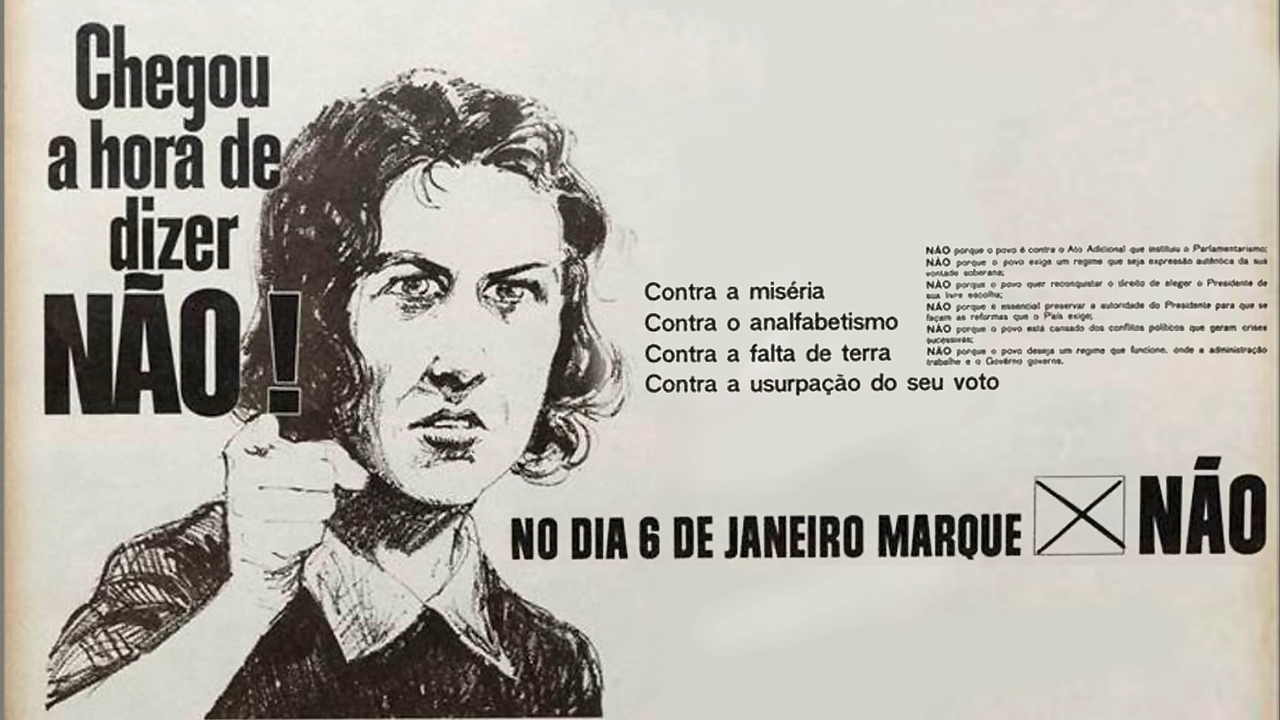 Chegou
a hora de
dizer
NÃO!
Contra a miséria
Contra o analfabetismo
Contra a falta de terra
Contra a usurpação do seu voto
NÃO porque o povo é contra o Ato Adicional que instituiu o Parlamentarismo;
NÃO porque o povo exige um regime que seja expressão autêntica da sua
vontade soberana;
NÃO porque o povo quer reconquistar o direito de eleger o Presidente de
sua livre escolha;
NÃO porque é essencial preservar a autoridade do Presidente para que se
façam as reformas que o País exige;
NÃO porque o povo está cansado dos conflitos políticos que geram crises
sucessivas;
NÃO porque o povo deseja um regime que funcione, onde a administração
trabalhe e o Govêrno governe.
NO DIA 6 DE JANEIRO MARQUE NÃO